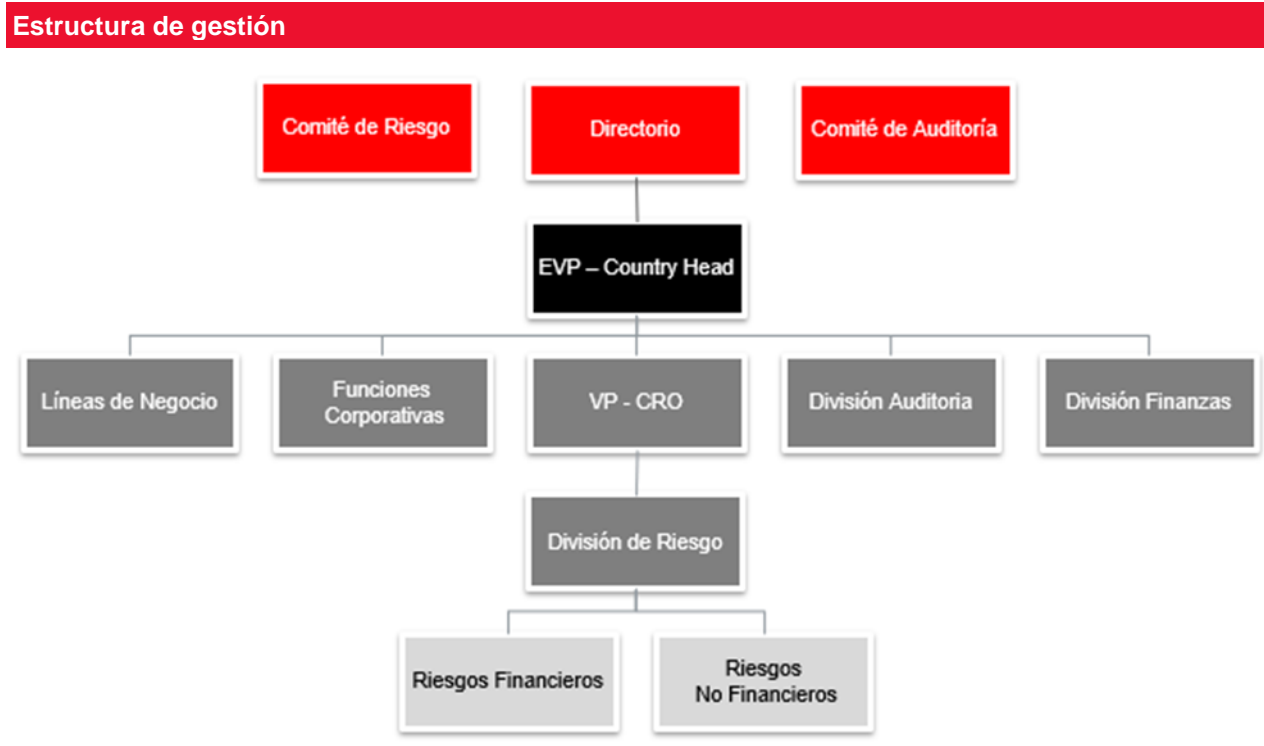 Estructura de gestión
Comité de Riesgo
Directorio
Comité de Auditoría
EVP – Country Head
Líneas de Negocio
Funciones
Corporativas
VP - CRO
División Auditoria
División Finanzas
División de Riesgo
Riesgos Financieros
Riesgos
No Financieros